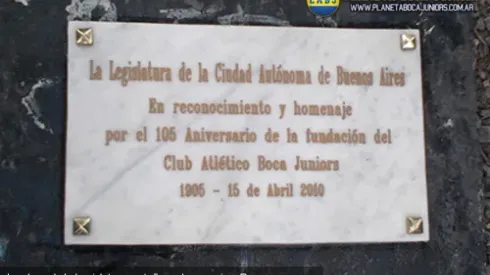 WWW.PLANETABOCAJUNIORS.COM.AR
La Legislatura de la Ciudad Autónoma de Buenos Aires
En reconocimiento y homenaje
por el 105 Aniversario de la fundación del
Club Atlético Boca Juniors
1905 - 15 de Abril 2010